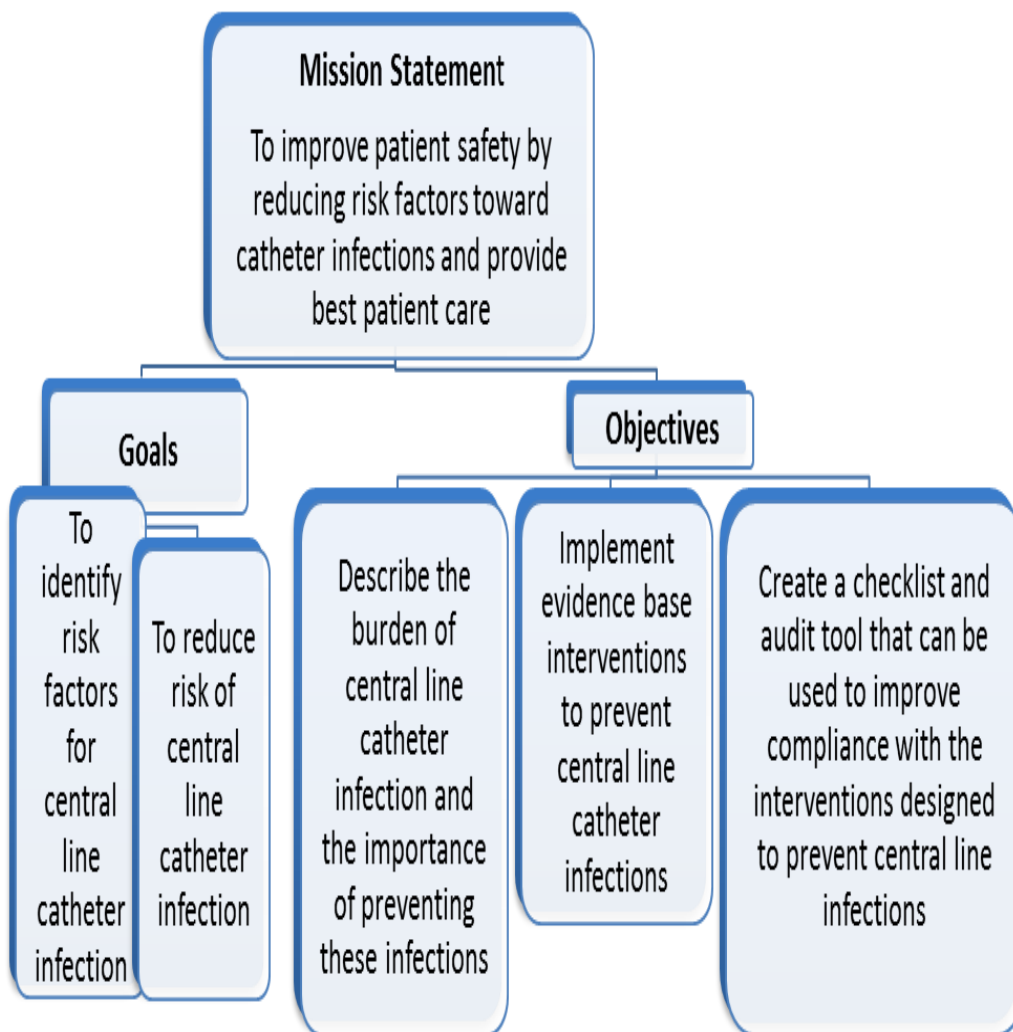 Mission Statement
To improve patient safety by
reducing risk factors toward
catheter infections and provide
best patient care
Goals
To
identify
risk
factors
for
central
line
catheter
infection
To reduce
risk of
central
line
catheter
infection
Objectives
Describe the
burden of
central line
catheter
infection and
the importance
of preventing
these infections
Implement
evidence base
interventions
to prevent
central line
catheter
infections
Create a checklist and
audit tool that can be
used to improve
compliance with the
interventions designed
to prevent central line
infections